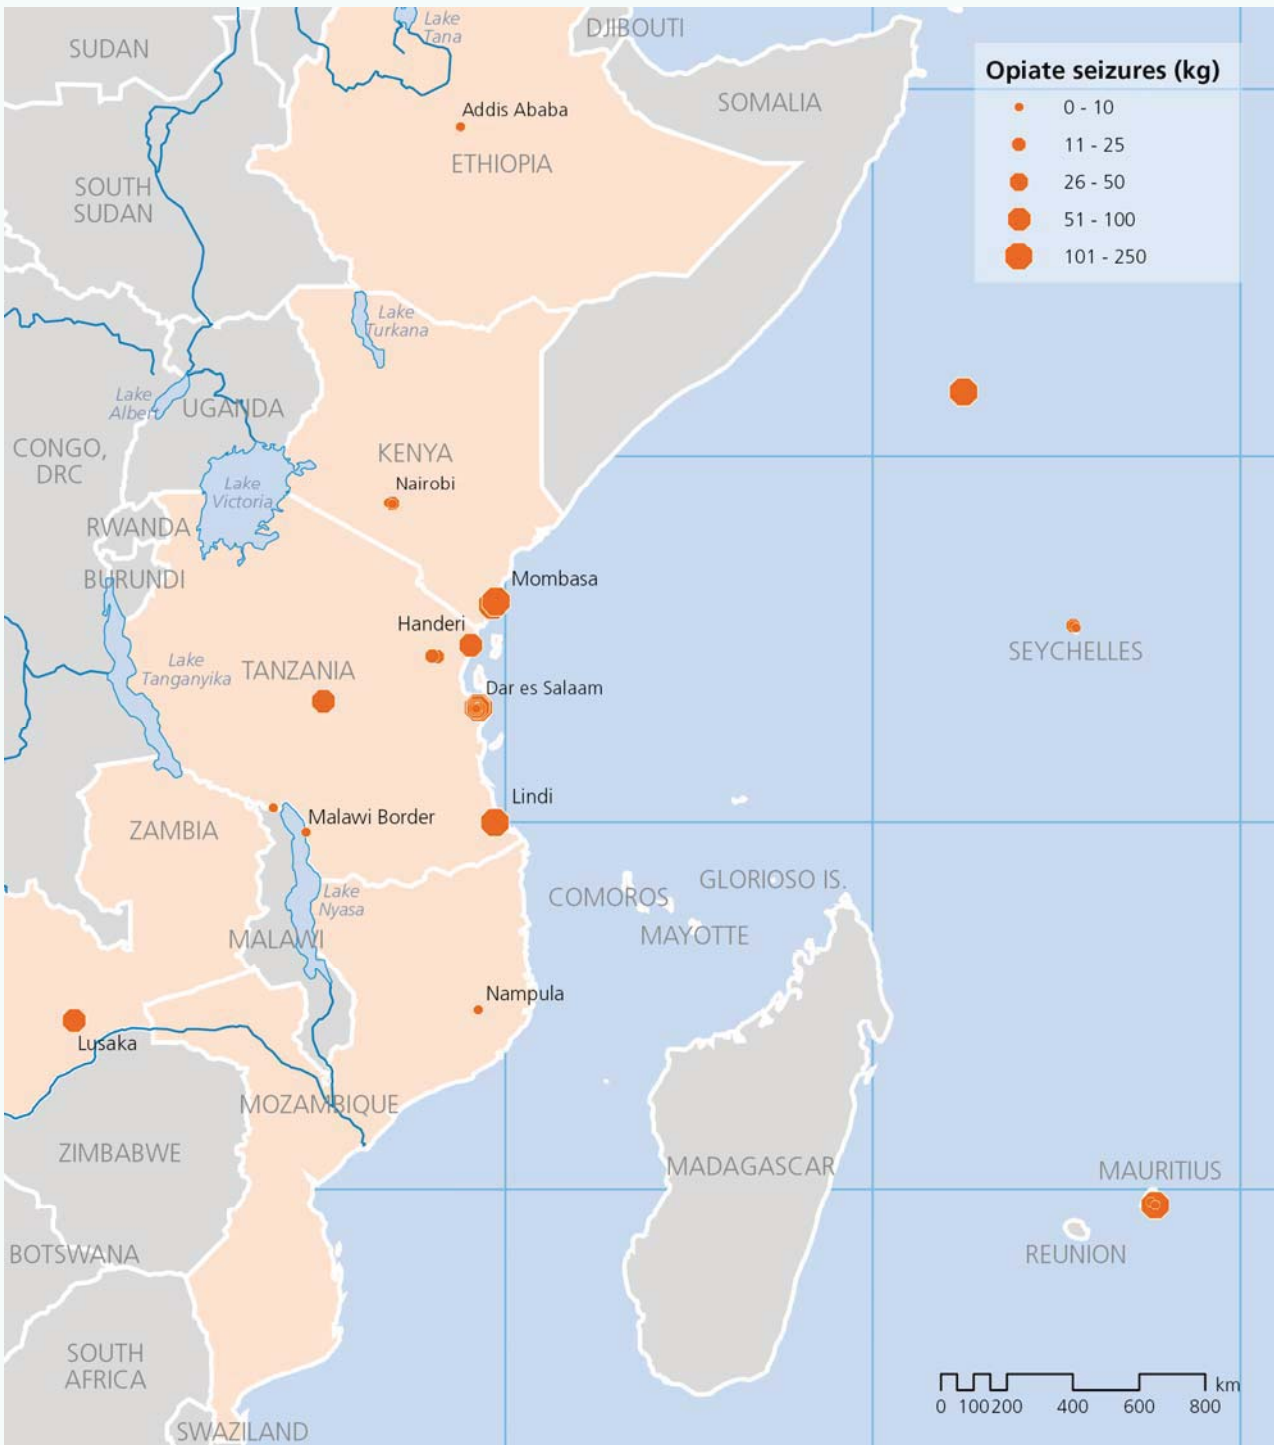 SUDAN
Lake
Tana
DJIBOUTI
Opiate seizures (kg)
0 - 10
11 - 25
26 - 50
51 - 100
101 - 250
SOMALIA
Addis Ababa
ETHIOPIA
SOUTH
SUDAN
Lake
Turkana
Lake
Albert
UGANDA
CONGO,
DRC
KENYA
Nairobi
Lake
Victoria
RWANDA
BURUNDI
Mombasa
Handeri
SEYCHELLES
Lake
Tanganyika
TANZANIA
Dar es Salaam
Lindi
Malawi Border
ZAMBIA
Lake
Nyasa
COMOROS
GLORIOSO IS.
MAYOTTE
MALAWI
Nampula
Lusaka
MOZAMBIQUE
ZIMBABWE
MADAGASCAR
MAURITIUS
REUNION
BOTSWANA
SOUTH
AFRICA
SWAZILAND
km
0 100 200 400 600 800